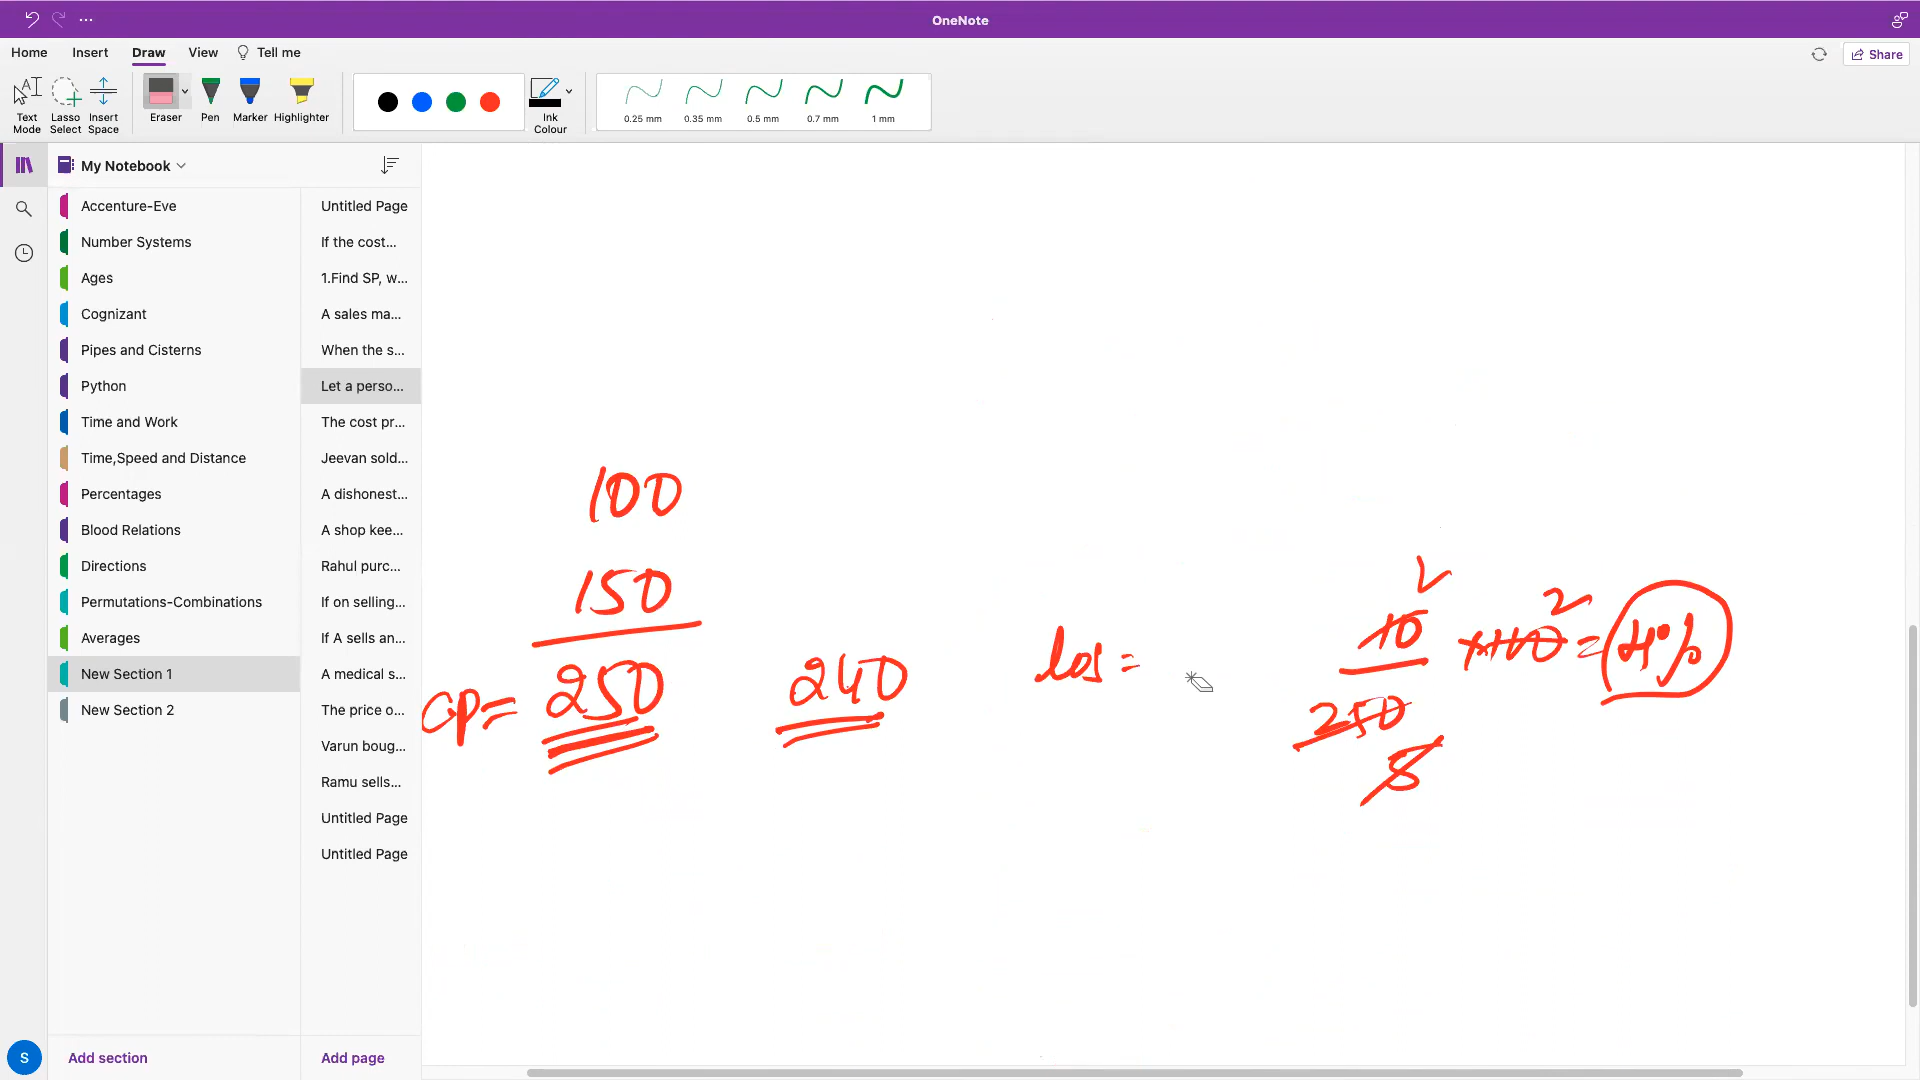 OneNote
Home Insert Draw View Tell me
Share
Text Mode
Lasso Select
Insert Space
Eraser
Pen
Marker
Highlighter
Ink Colour
0.25 mm
0.35 mm
0.5 mm
0.7 mm
1 mm
My Notebook
Accenture-Eve
Number Systems
Ages
Cognizant
Pipes and Cisterns
Python
Time and Work
Time,Speed and Distance
Percentages
Blood Relations
Directions
Permutations-Combinations
Averages
New Section 1
New Section 2
Add section
Untitled Page
If the cost...
1.Find SP, w...
A sales ma...
When the s...
Let a perso...
The cost pr...
Jeevan sold...
A dishonest...
A shop kee...
Rahul purc...
If on selling...
If A sells an...
A medical s...
The price o...
Varun boug...
Ramu sells...
Untitled Page
Untitled Page
Add page
S
100
150
CP= 250
240
los =
2
10 ×100 = 4%
2
250
5